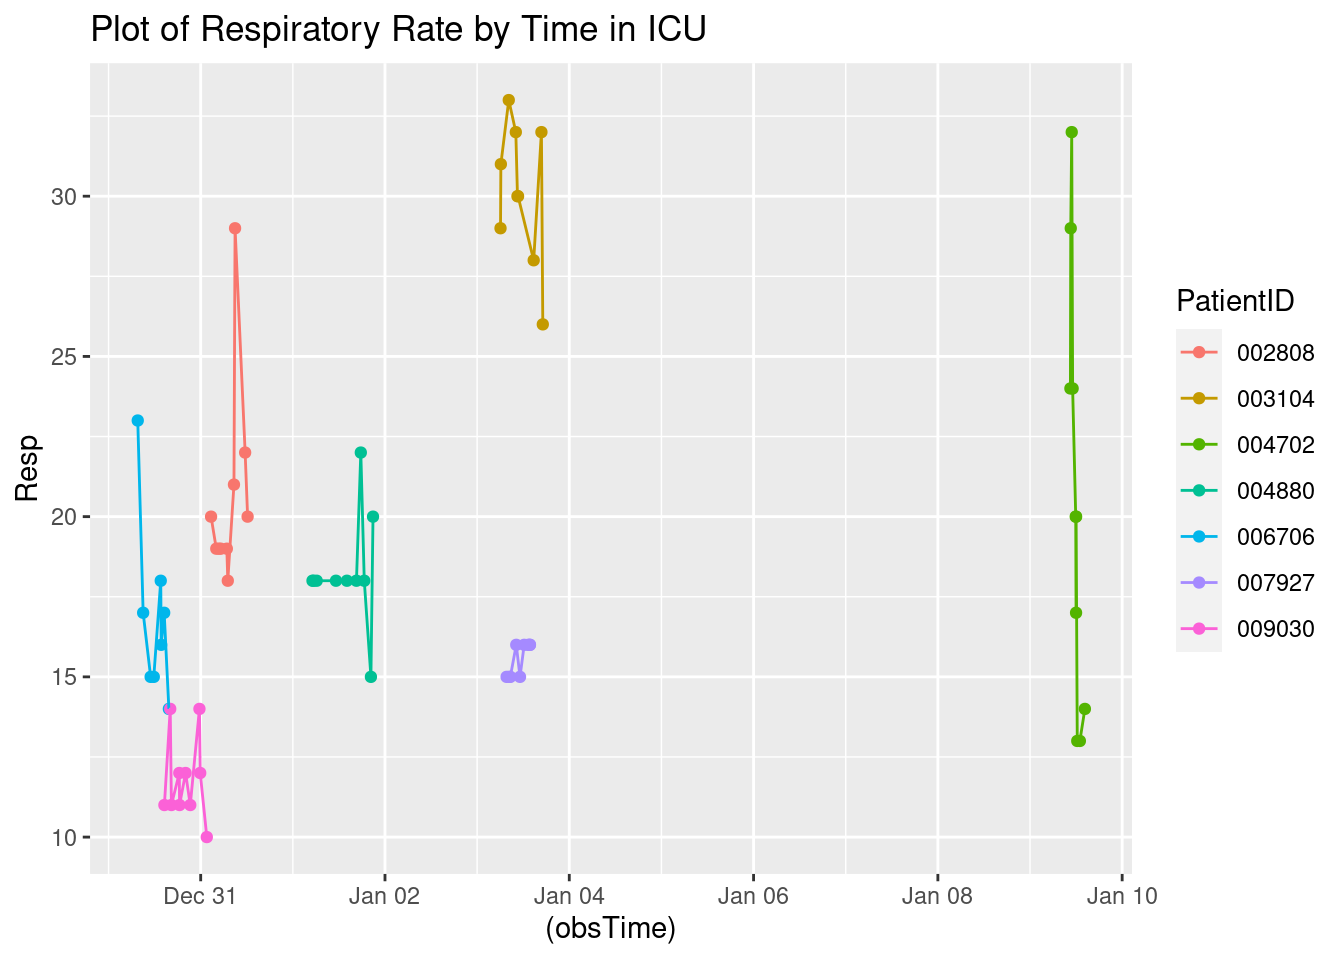 Plot of Respiratory Rate by Time in ICU
Resp
30
25
20
15
10
Dec 31 Jan 02 Jan 04 Jan 06 Jan 08 Jan 10
(obsTime)
PatientID
002808
003104
004702
004880
006706
007927
009030